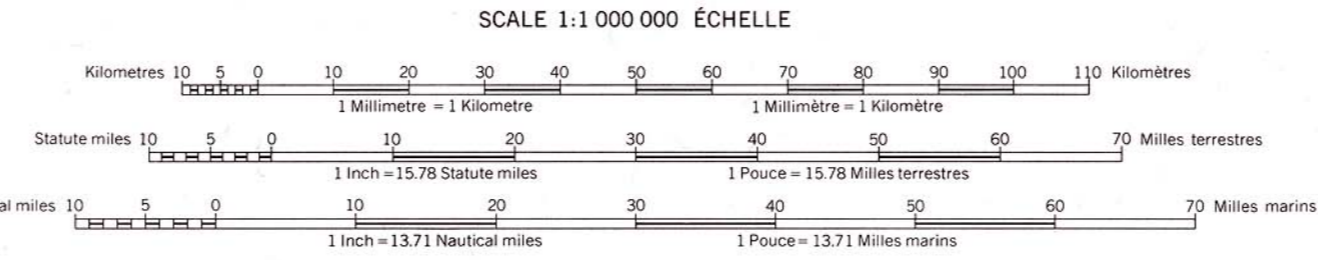 SCALE 1:1 000 000 ÉCHELLE
Kilometres 10 5 0 10 20 30 40 50 60 70 80 90 100 110 Kilomètres
1 Millimetre = 1 Kilometre 1 Millimètre = 1 Kilomètre
Statute miles 10 5 0 10 20 30 40 50 60 70 Milles terrestres
1 Inch = 15.78 Statute miles 1 Pouce = 15.78 Milles terrestres
al miles 10 5 0 10 20 30 40 50 60 70 Milles marins
1 Inch = 13.71 Nautical miles 1 Pouce = 13.71 Milles marins